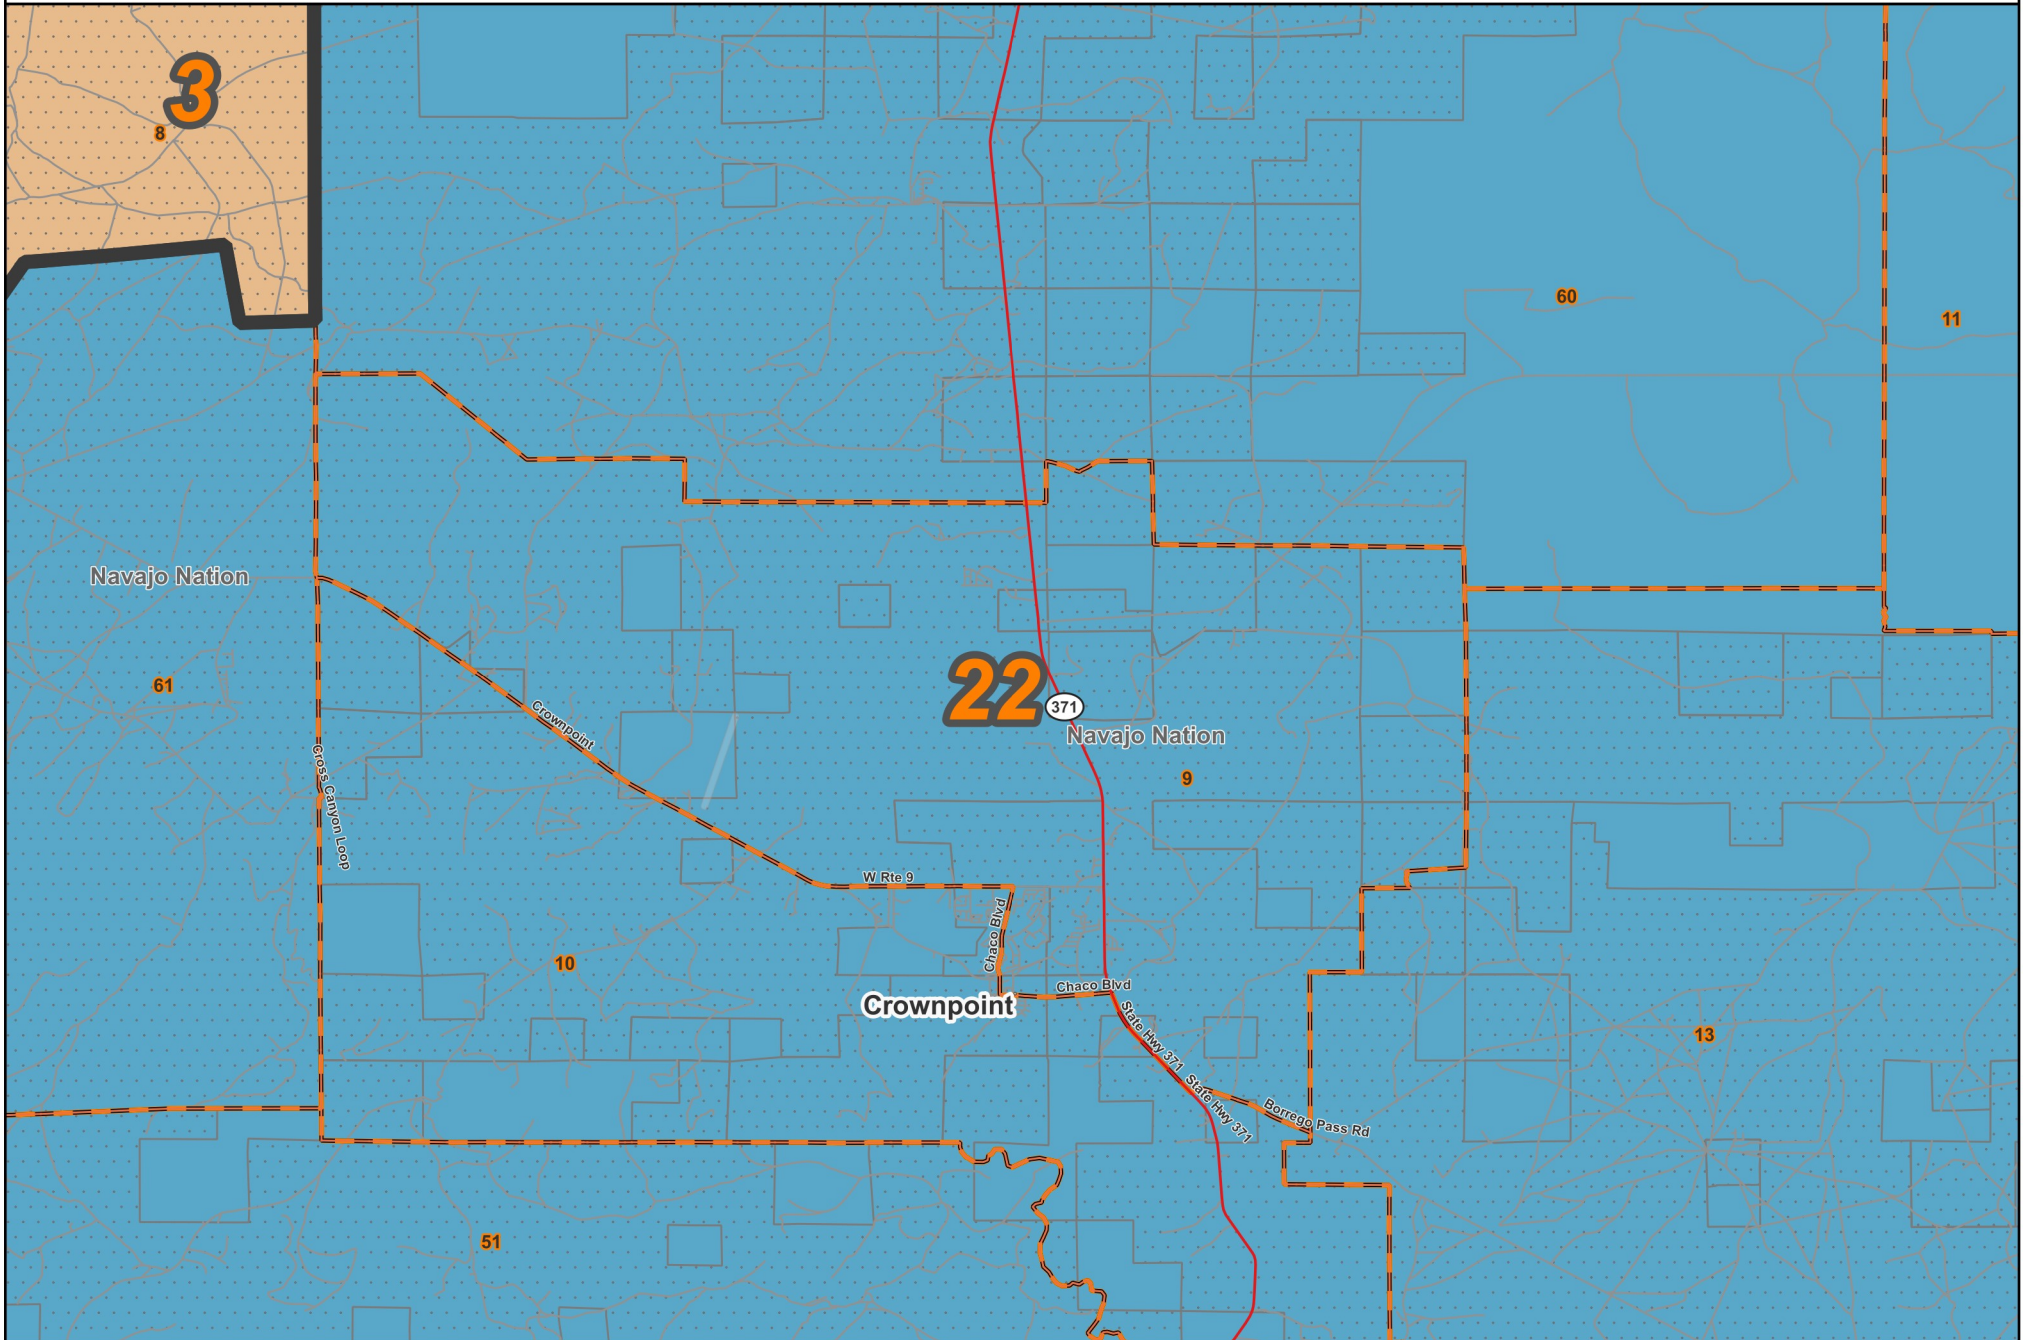 3
8
60
11
Navajo Nation
61
22
371
Navajo Nation
Crownpoint
9
Cross Canyon Loop
W Rte 9
Chaco Blvd
10
Chaco Blvd
Crownpoint
State Hwy 371
13
State Hwy 371
Borrego Pass Rd
51